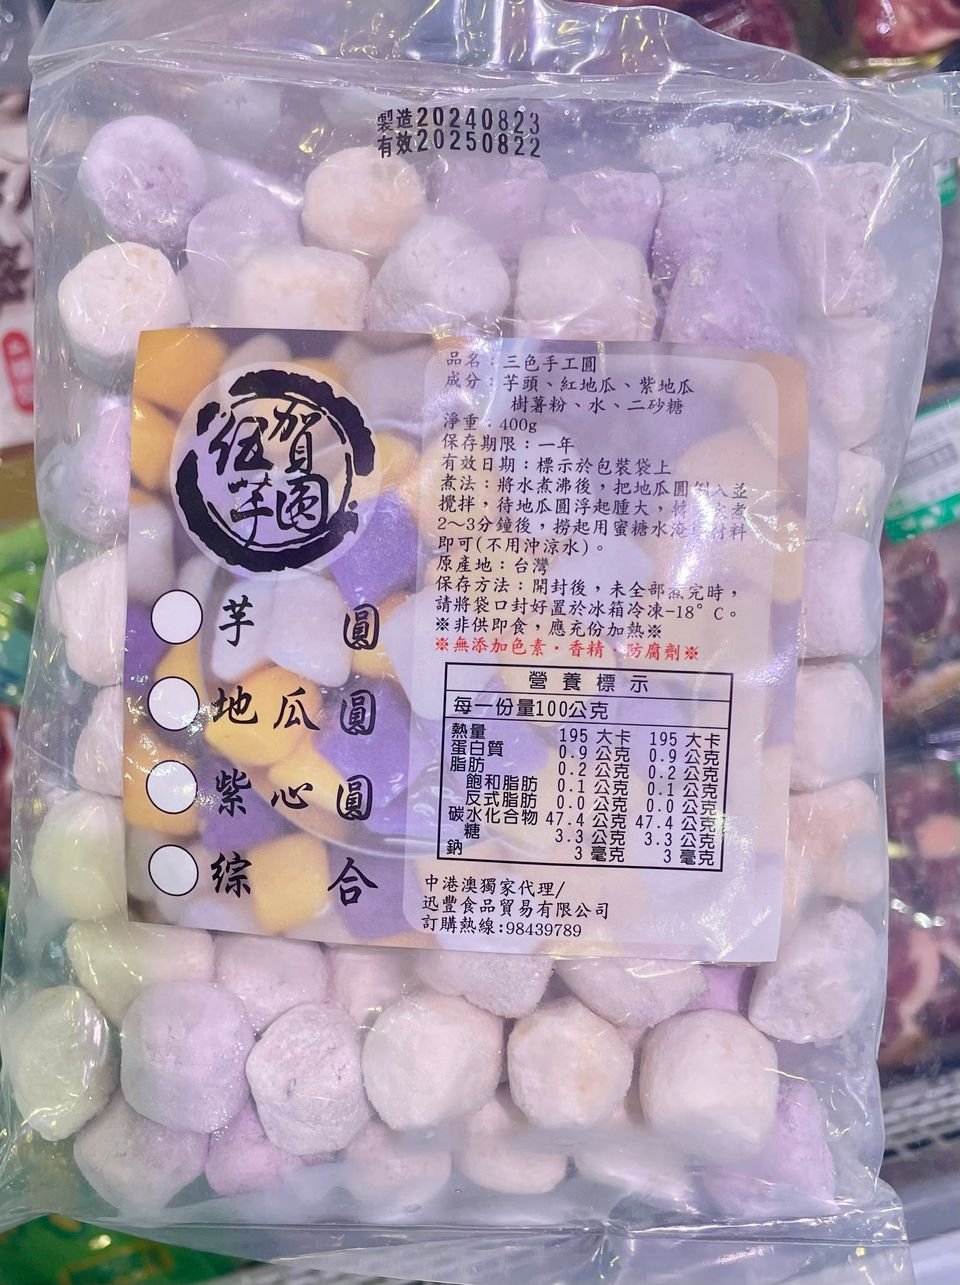 製造20240823
有效20250822
伍賀
芋圓
芋圓
地瓜圓
紫心圓
綜合
品名：三色手工圓
成分：芋頭、紅地瓜、紫地瓜
樹薯粉、水、二砂糖
淨重：400g
保存期限：一年
有效日期：標示於包裝袋上
煮法：將水煮沸後，把地瓜圓倒入並
攪拌，待地瓜圓浮起腫大，轉 煮
2～3分鐘後，撈起用蜜糖水淹 材料
即可(不用沖涼水)。
原產地：台灣
保存方法：開封後，未全部煮完時，
請將袋口封好置於冰箱冷凍-18°C。
※非供即食，應充份加熱※
※無添加色素·香精·防腐劑※
營養標示
每一份量100公克
熱量 195 大卡 195 大卡
蛋白質 0.9 公克 0.9 公克
脂肪 0.2 公克 0.2 公克
飽和脂肪 0.1 公克 0.1 公克
反式脂肪 0.0 公克 0.0 公克
碳水化合物 47.4 公克 47.4 公克
糖 3.3 公克 3.3 公克
鈉 3 毫克 3 毫克
中港澳獨家代理/
迅豐食品貿易有限公司
訂購熱線:98439789